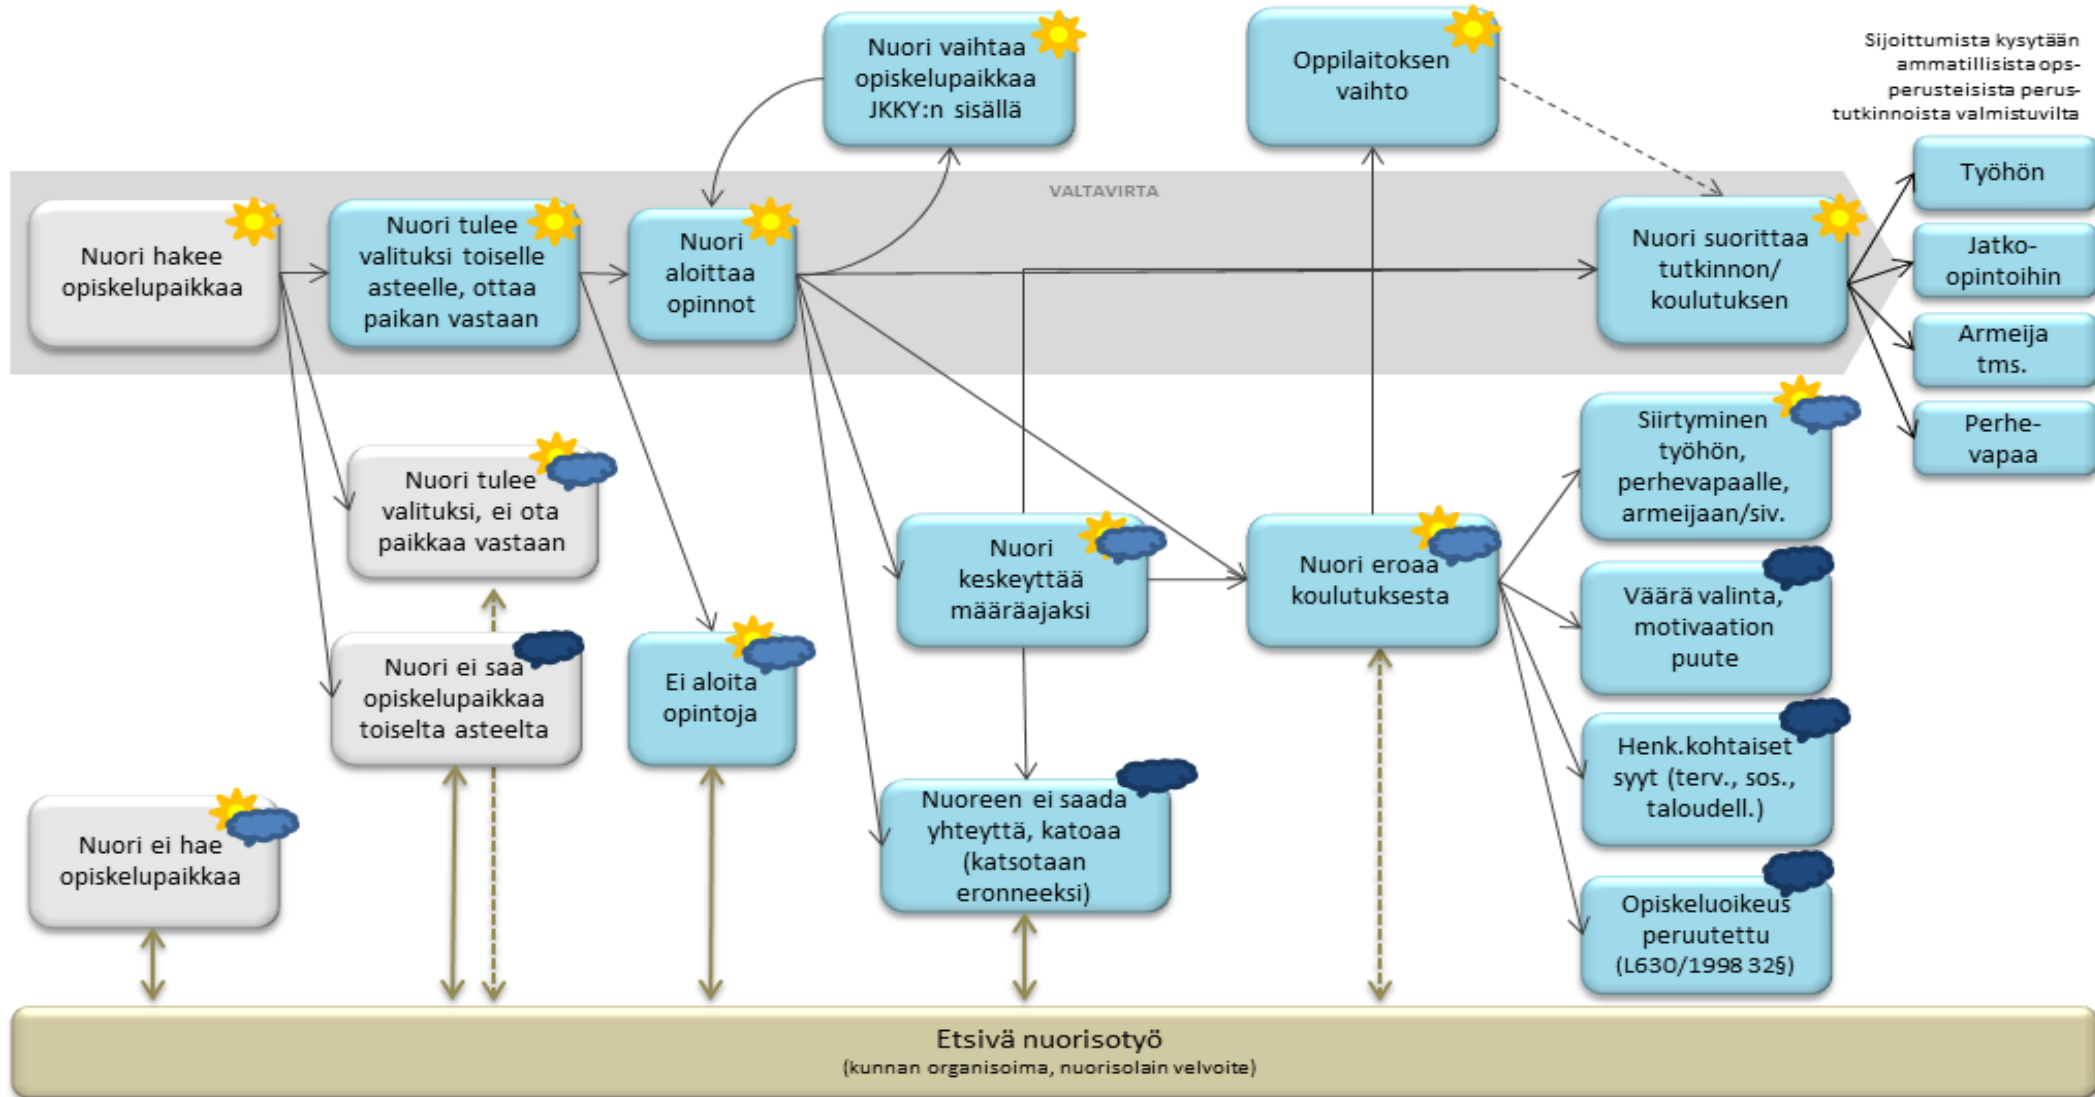 Nuori vaihtaa
opiskelupaikkaa
JKKY:n sisällä
Oppilaitoksen
vaihto
Sijoittumista kysytään
ammatillisista ops-
perusteisista perus-
tutkinnoista valmistuvilta
VALTAVIRTA
Nuori hakee
opiskelupaikkaa
Nuori tulee
valituksi toiselle
asteelle, ottaa
paikan vastaan
Nuori
aloittaa
opinnot
Nuori suorittaa
tutkinnon/
koulutuksen
Työhön
Jatko-
opintoihin
Armeija
tms.
Perhe-
vapaa
Nuori tulee
valituksi, ei ota
paikkaa vastaan
Nuori ei saa
opiskelupaikkaa
toiselta asteelta
Ei aloita
opintoja
Nuori
keskeyttää
määräajaksi
Nuori eroaa
koulutuksesta
Siirtyminen
työhön,
perhevapaalle,
armeijaan/siv.
Väärä valinta,
motivaation
puute
Henk.kohtaiset
syyt (terv., sos.,
taloudell.)
Opiskeluoikeus
peruutettu
(L630/1998 32§)
Nuori ei hae
opiskelupaikkaa
Nuoreen ei saada
yhteyttä, katoaa
(katsotaan
eronneeksi)
Etsivä nuorisotyö
(kunnan organisoima, nuorisolain velvoite)